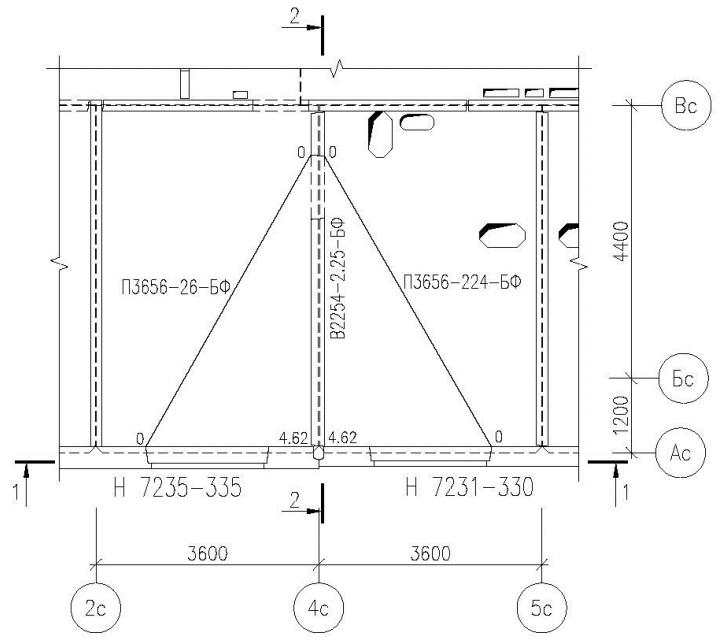 2
Вс
0 0
4400
П3656-26-БФ
В2254-2.25-БФ
П3656-224-БФ
Бс
1200
0
4.62 4.62
0
Ас
1
Н 7235-335
Н 7231-330
1
2
3600
3600
2с
4с
5с